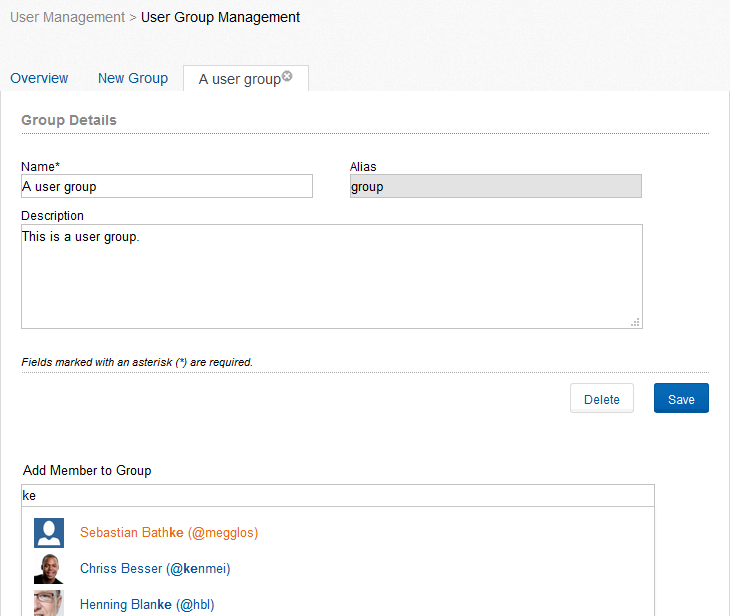 User Management > User Group Management
Overview New Group A user group
Group Details
Name* Alias
A user group group
Description
This is a user group.
Fields marked with an asterisk (*) are required.
Delete Save
Add Member to Group
ke
Sebastian Bathke (@megglos)
Chriss Besser (@kenmei)
Henning Blanke (@hbl)